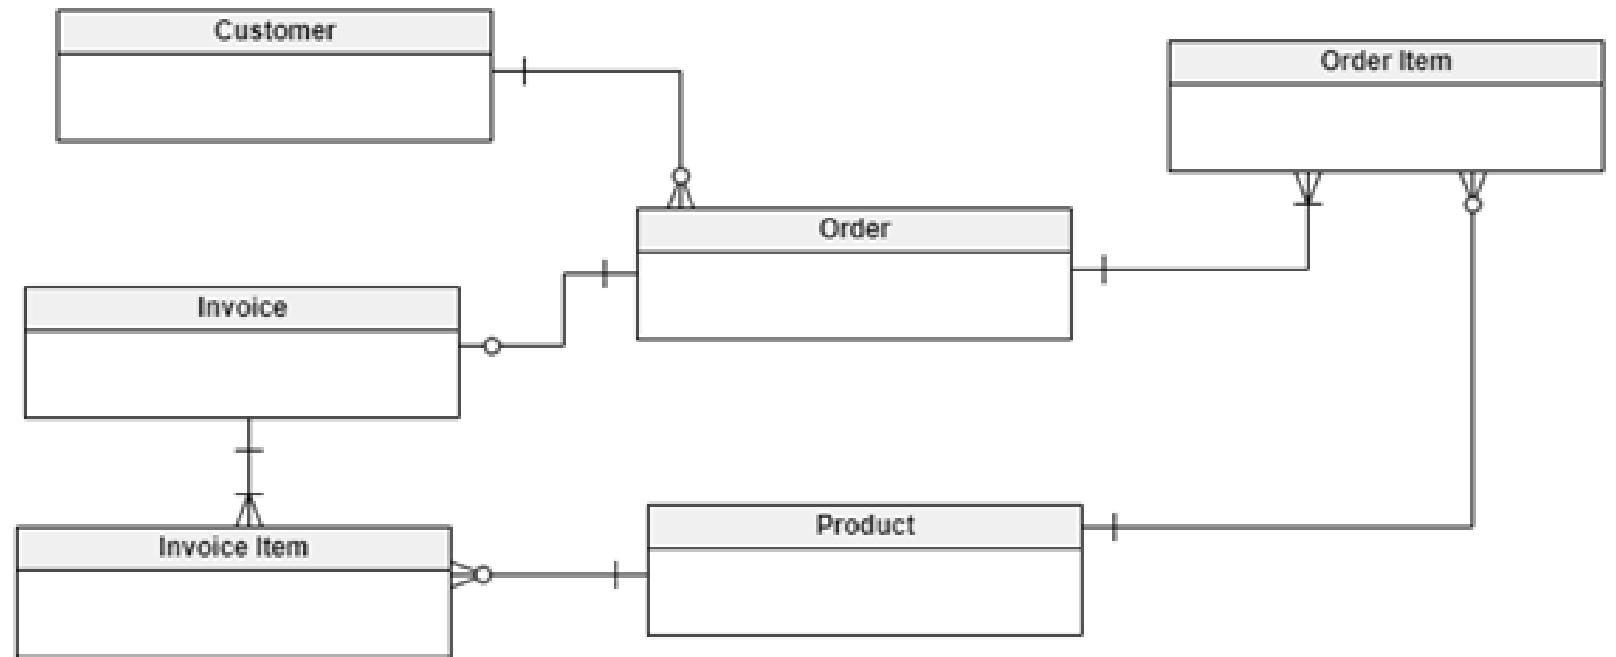 Customer
Order Item
Order
Invoice
Product
Invoice Item